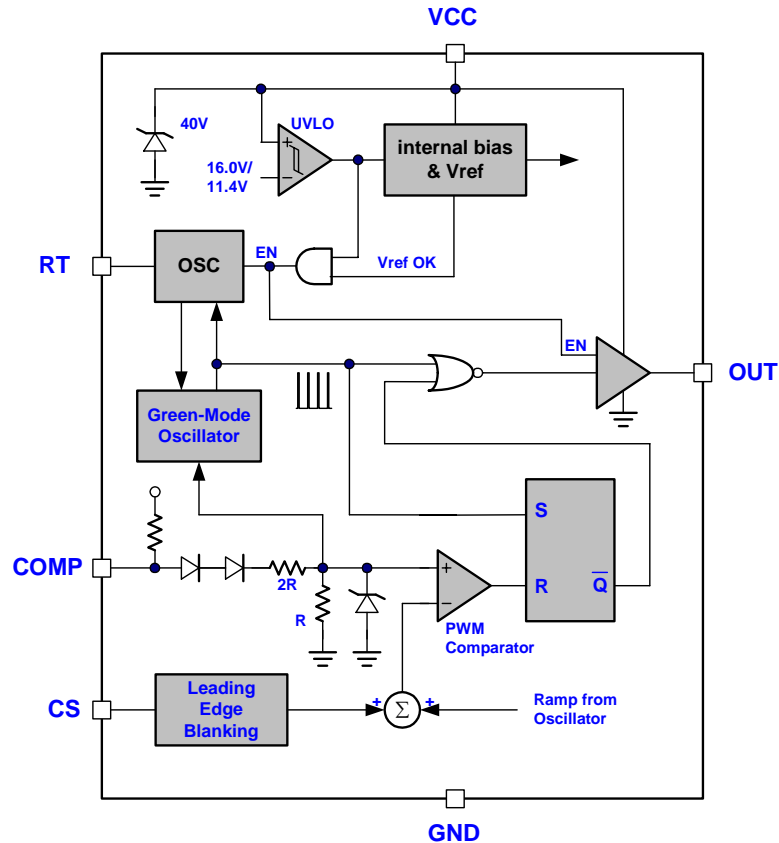 VCC
40V
UVLO
+
−
16.0V/
11.4V
internal bias
& Vref
RT
OSC
EN
Vref OK
EN
OUT
Green-Mode
Oscillator
S
COMP
2R
R
+
−
PWM
Comparator
R
Q̅
CS
Leading
Edge
Blanking
+
Σ
+
Ramp from
Oscillator
GND